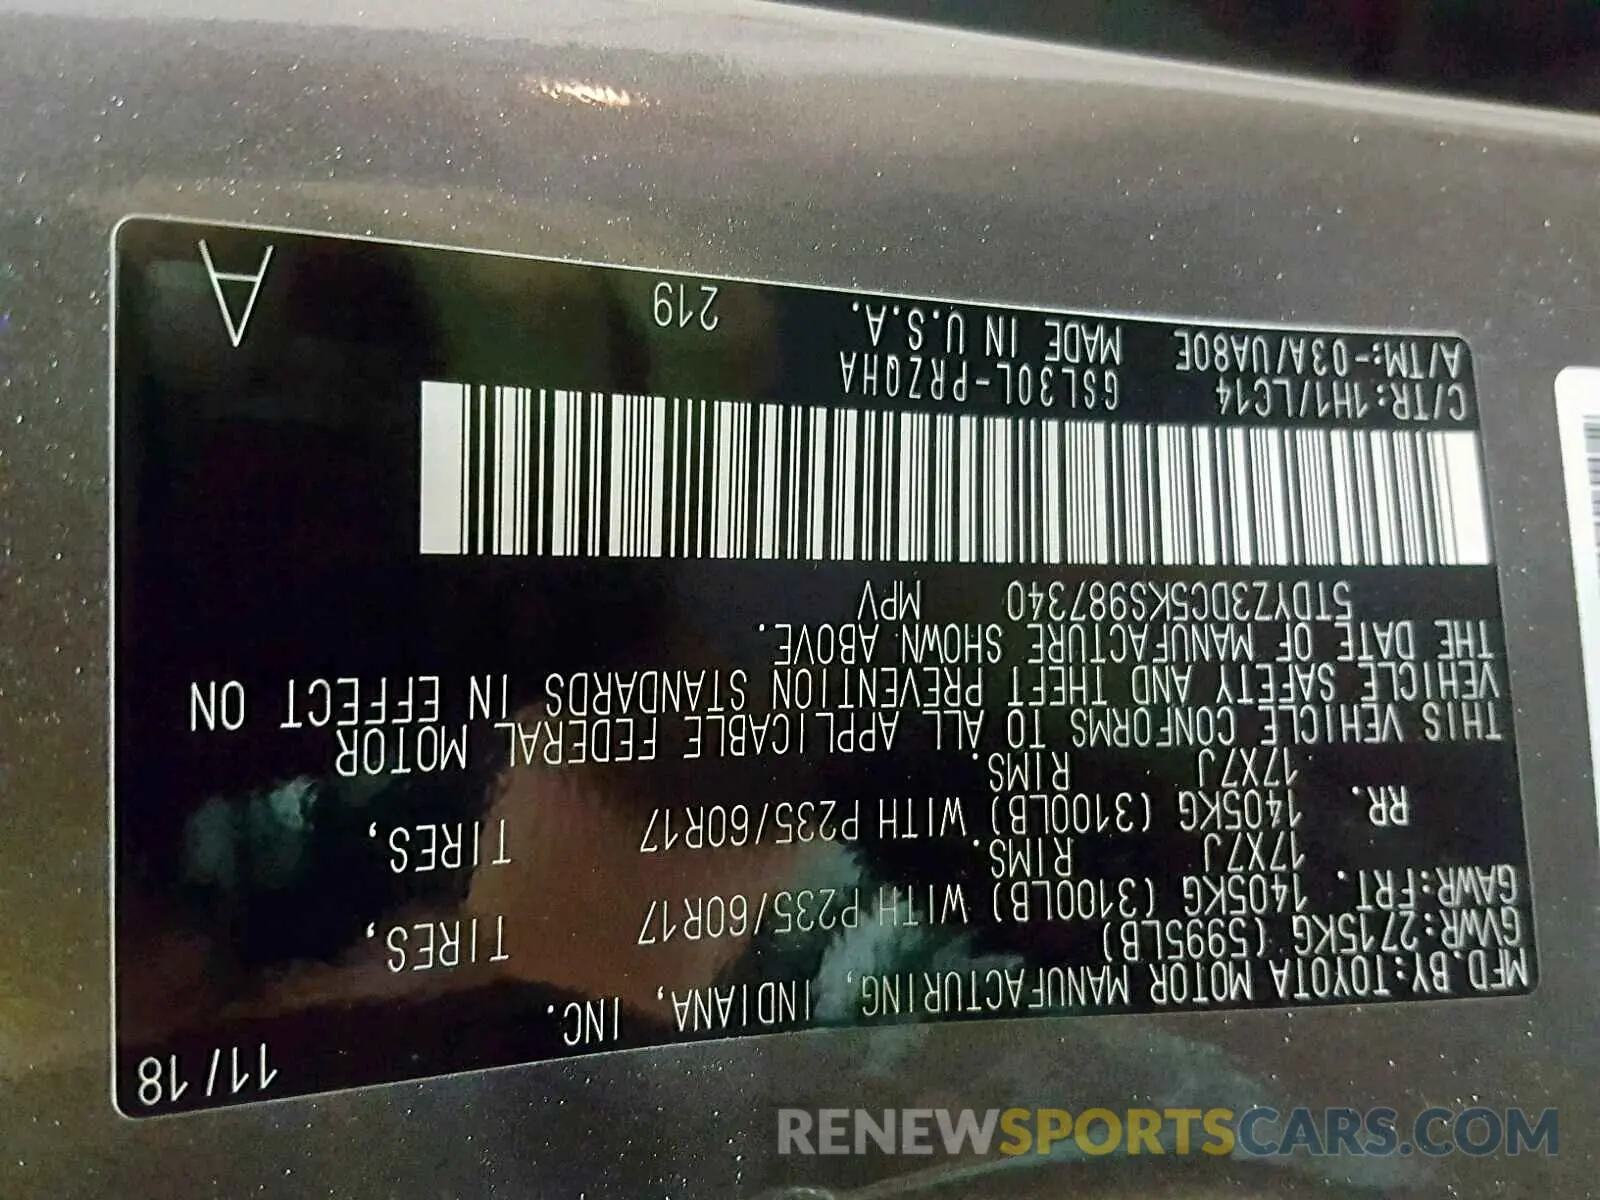 MFD. BY:TOYOTA MOTOR MANUFACTURING, INDIANA, INC. 11/18
GVWR:2715KG (5995LB)
GAWR:FRT. 1405KG (3100LB) WITH P235/60R17 TIRES,
17X7J RIMS.
RR. 1405KG (3100LB) WITH P235/60R17 TIRES,
17X7J RIMS.
THIS VEHICLE CONFORMS TO ALL APPLICABLE FEDERAL MOTOR
VEHICLE SAFETY AND THEFT PREVENTION STANDARDS IN EFFECT ON
THE DATE OF MANUFACTURE SHOWN ABOVE.
5TDYZ3DC5KS987340 MPV
C/TR:1H1/LC14 GSL30L-PRZQHA
A/TM:-03A/UA80E MADE IN U.S.A. 219 A
RENEWSPORTSCARS.COM